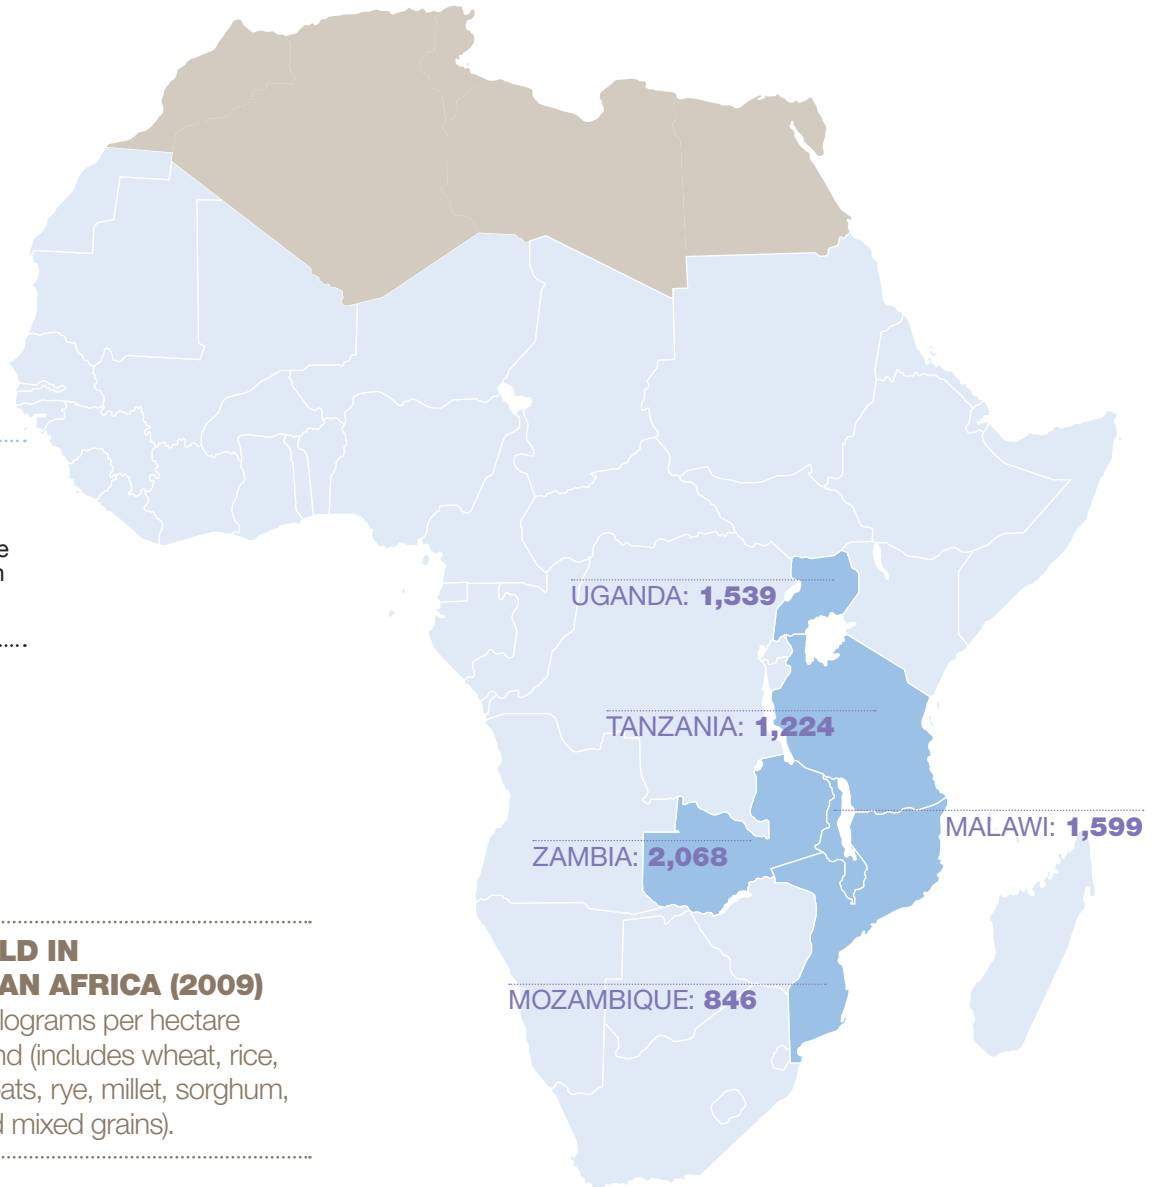 UGANDA: 1,539
TANZANIA: 1,224
MALAWI: 1,599
ZAMBIA: 2,068
MOZAMBIQUE: 846
LD IN
AN AFRICA (2009)
lograms per hectare
nd (includes wheat, rice,
ats, rye, millet, sorghum,
d mixed grains).